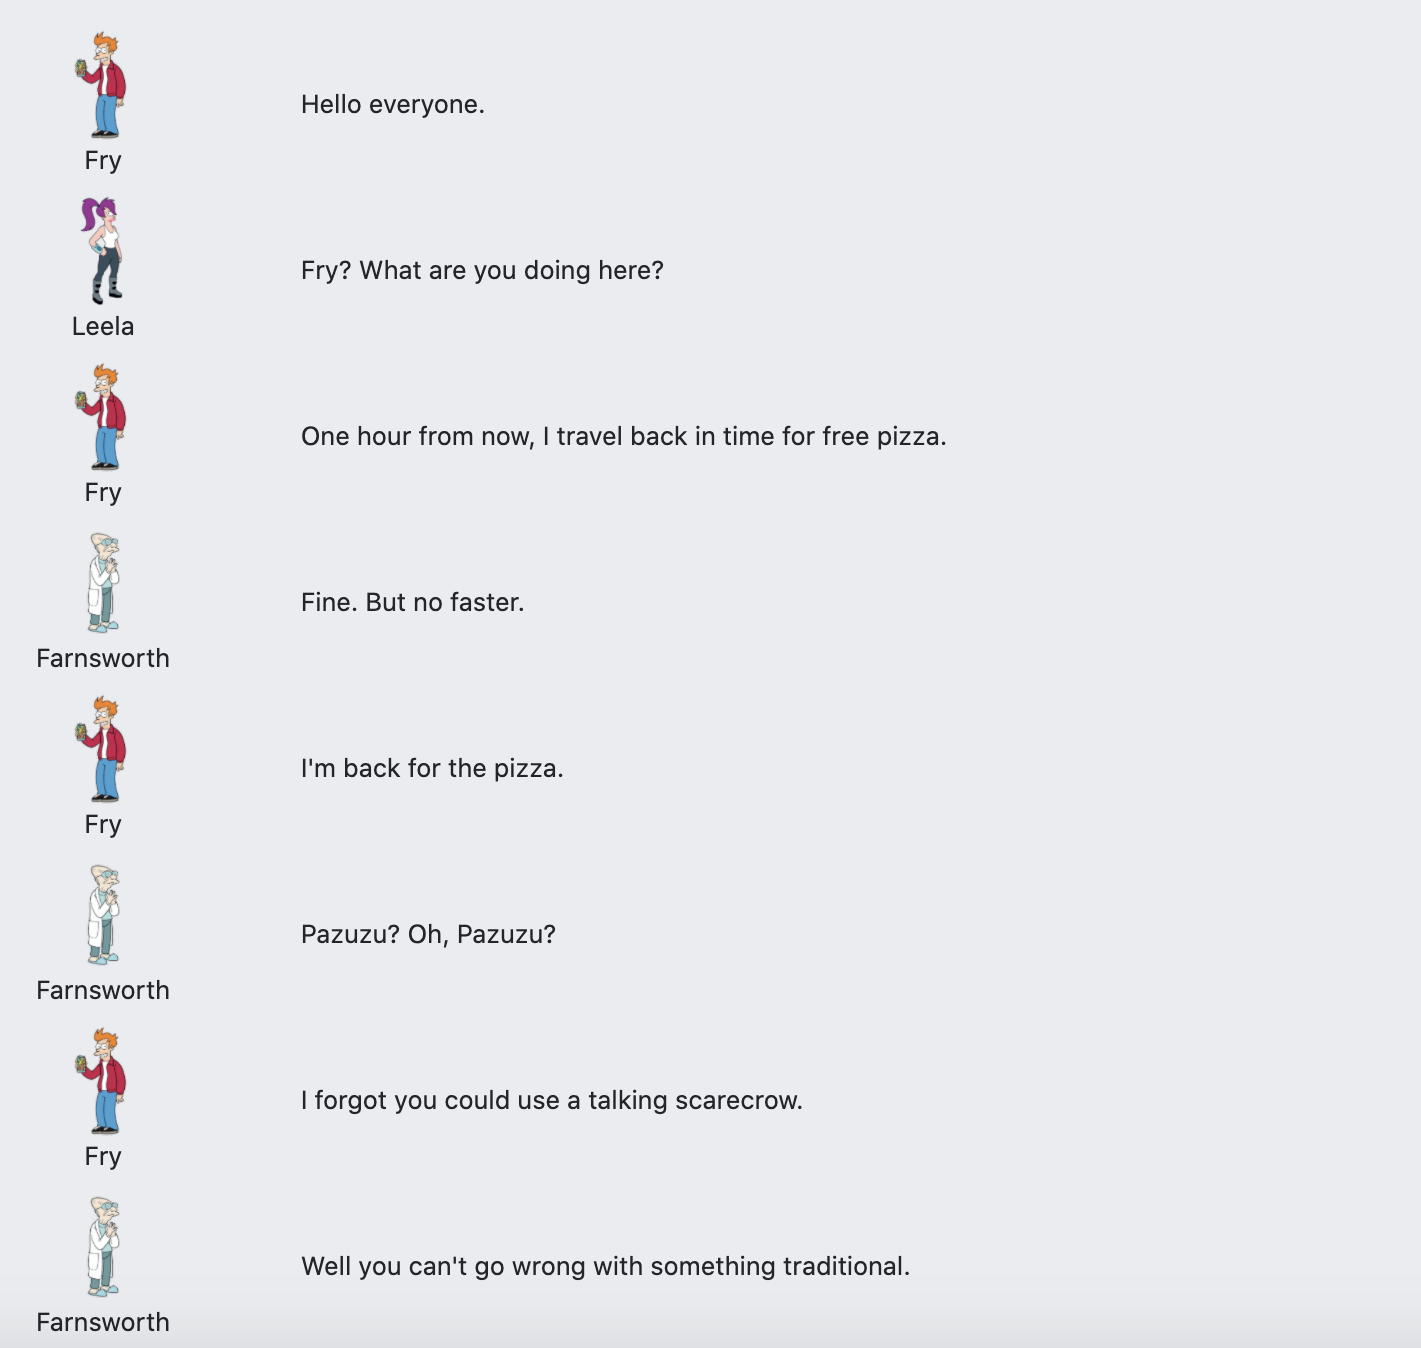 Hello everyone.
Fry
Fry? What are you doing here?
Leela
One hour from now, I travel back in time for free pizza.
Fry
Fine. But no faster.
Farnsworth
I'm back for the pizza.
Fry
Pazuzu? Oh, Pazuzu?
Farnsworth
I forgot you could use a talking scarecrow.
Fry
Well you can't go wrong with something traditional.
Farnsworth